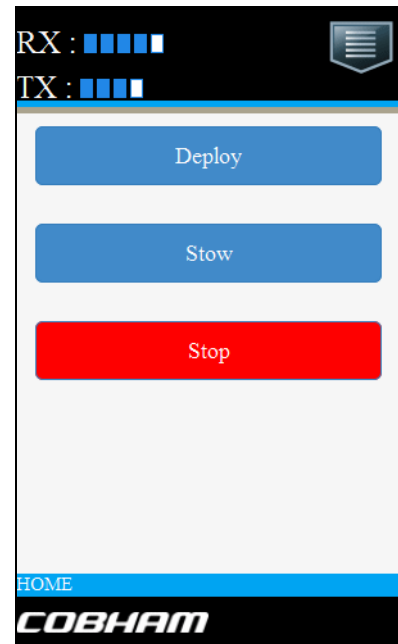 RX :
TX :
Deploy
Stow
Stop
HOME
COBHAM